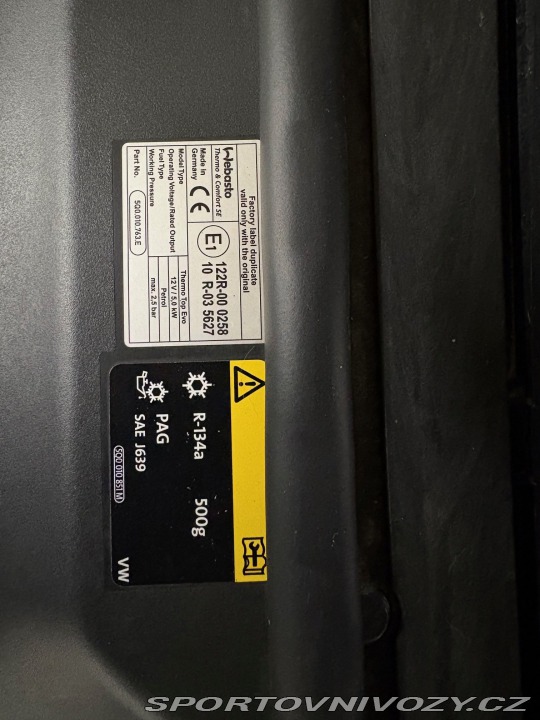 Factory label duplicate
valid only with the original
Webasto
Thermo & Comfort SE
Made in
Germany
CE
E1
122R-00 0258
10 R-03 5627
Model Type Thermo Top Evo
Operating Voltage/Rated Output 12 V / 5,0 kW
Fuel Type Petrol
Working Pressure max. 2,5 bar
Part No. 5Q0.010.763.E
R-134a 500g
PAG
SAE J639
5Q0 010 851 M
VW
SPORTOVNIVOZY.CZ